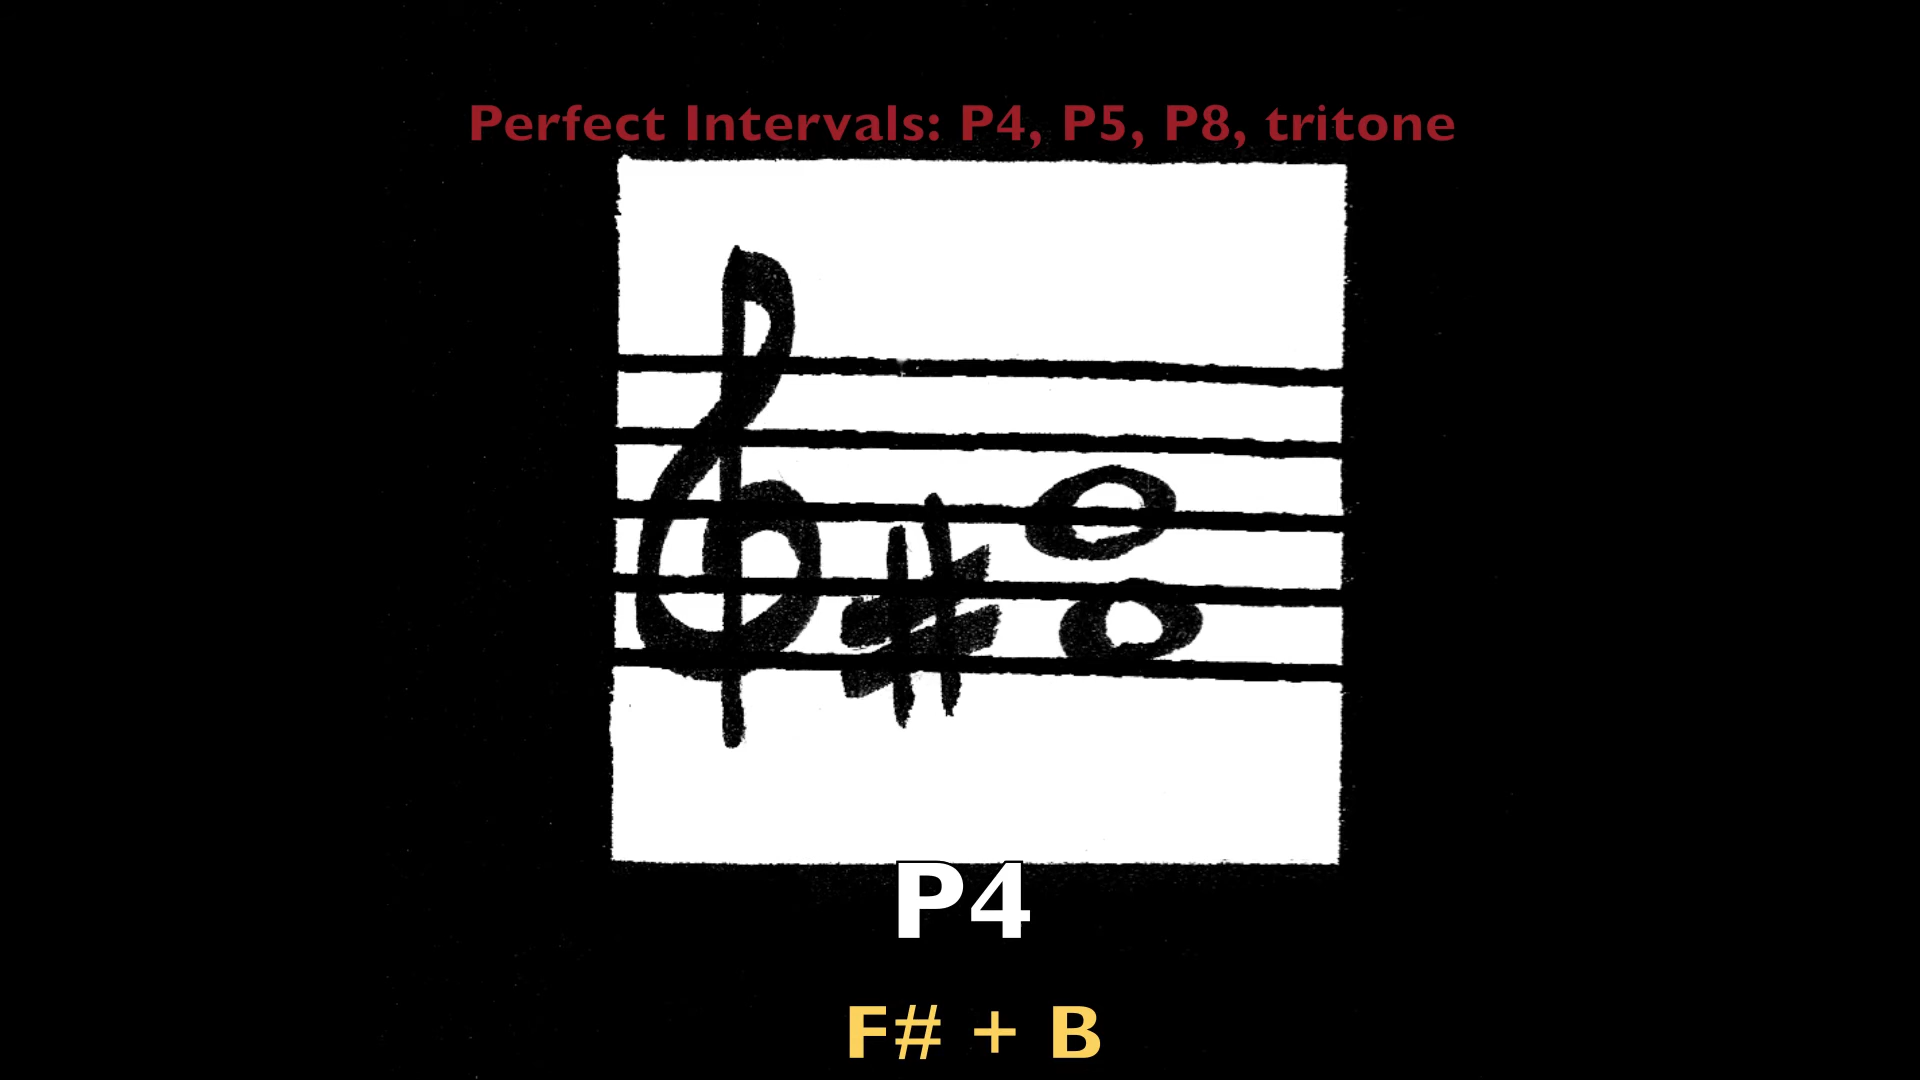 Perfect Intervals: P4, P5, P8, tritone
P4
F# + B